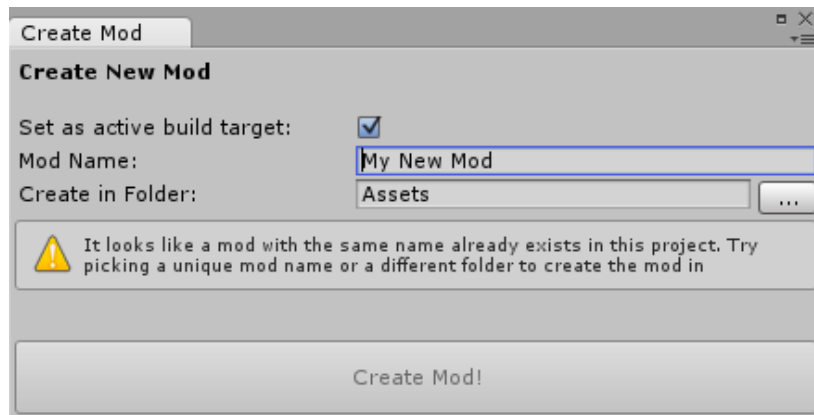 Create Mod
Create New Mod
Set as active build target:
Mod Name: My New Mod
Create in Folder: Assets ...
It looks like a mod with the same name already exists in this project. Try
picking a unique mod name or a different folder to create the mod in
Create Mod!